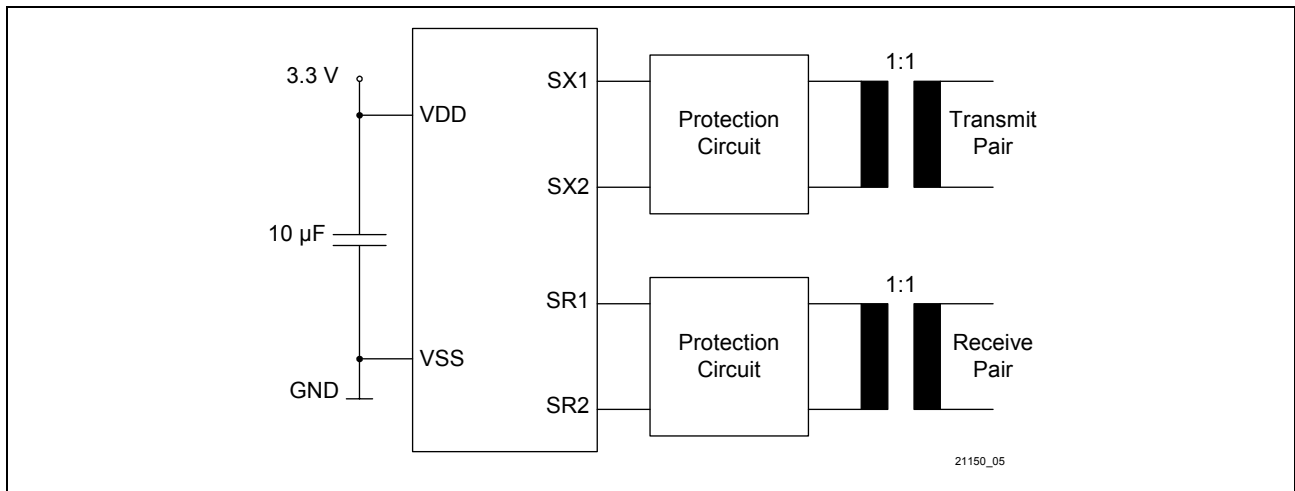 3.3 V
VDD
10 µF
VSS
GND
SX1
SX2
SR1
SR2
Protection
Circuit
1:1
Transmit
Pair
Protection
Circuit
1:1
Receive
Pair
21150_05